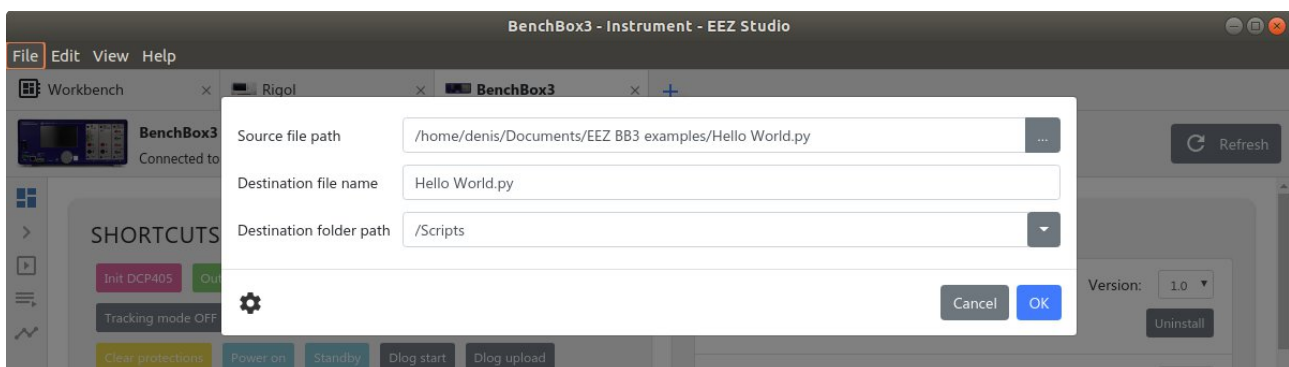 BenchBox3 - Instrument - EEZ Studio
File Edit View Help
Workbench × Rigol × BenchBox3 × +
BenchBox3
Connected to
Refresh
Source file path /home/denis/Documents/EEZ BB3 examples/Hello World.py ...
Destination file name Hello World.py
Destination folder path /Scripts
Cancel OK
SHORTCUTS
Init DCP405 Out
Tracking mode OFF
Clear protections Power on Standby Dlog start Dlog upload
Version: 1.0
Uninstall